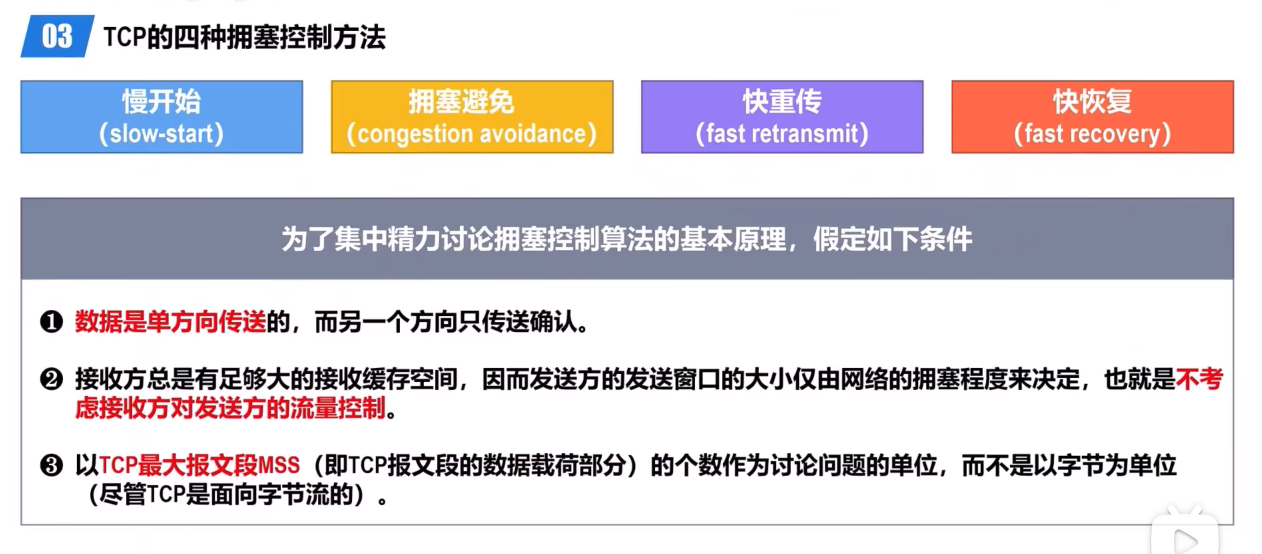 03 TCP的四种拥塞控制方法
慢开始
（slow-start）
拥塞避免
（congestion avoidance）
快重传
（fast retransmit）
快恢复
（fast recovery）
为了集中精力讨论拥塞控制算法的基本原理，假定如下条件
❶ 数据是单方向传送的，而另一个方向只传送确认。
❷ 接收方总是有足够大的接收缓存空间，因而发送方的发送窗口的大小仅由网络的拥塞程度来决定，也就是不考
虑接收方对发送方的流量控制。
❸ 以TCP最大报文段MSS（即TCP报文段的数据载荷部分）的个数作为讨论问题的单位，而不是以字节为单位
（尽管TCP是面向字节流的）。